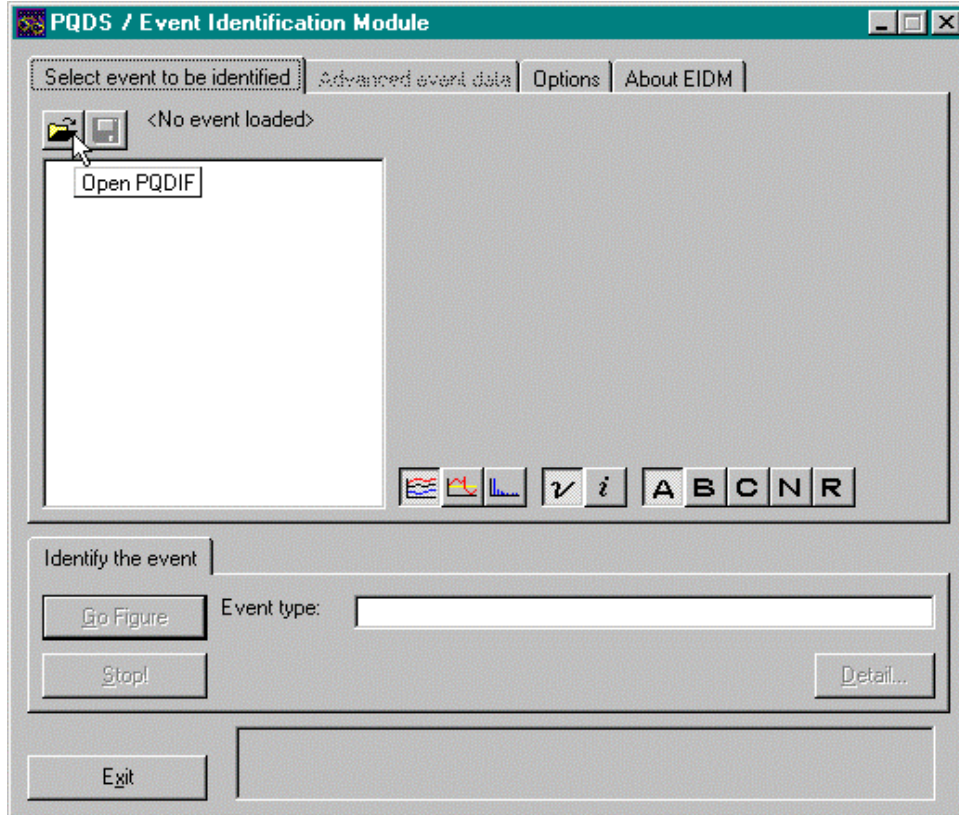 PQDS / Event Identification Module
Select event to be identified Advanced event data Options About EIDM
<No event loaded>
Open PQDIF
v i A B C N R
Identify the event
Go Figure Event type:
Stop! Detail...
Exit